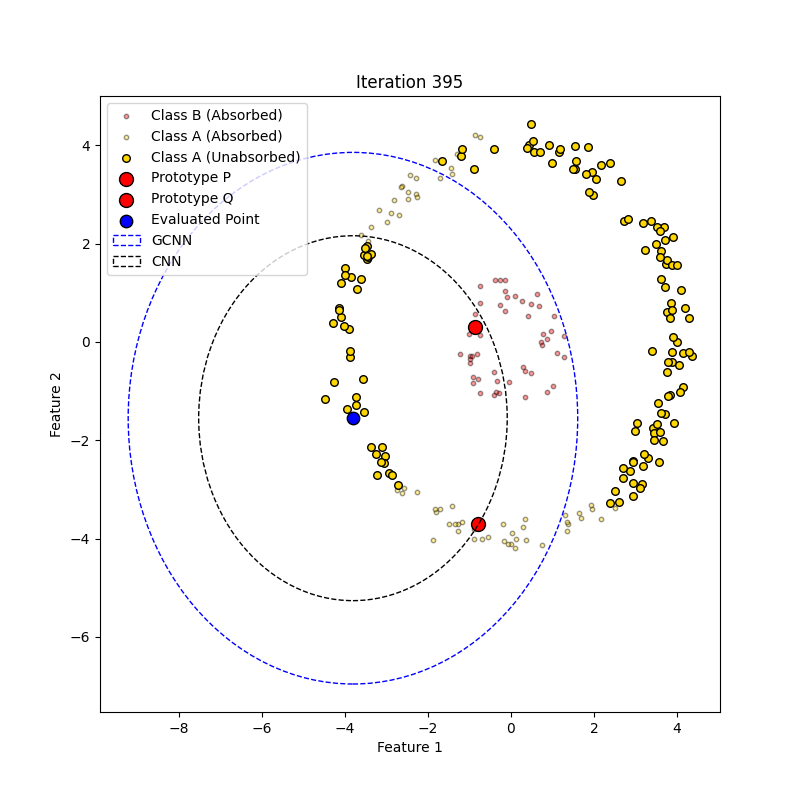 Iteration 395
Class B (Absorbed)
Class A (Absorbed)
Class A (Unabsorbed)
Prototype P
Prototype Q
Evaluated Point
GCNN
CNN
4
2
0
−2
−4
−6
Feature 2
−8
−6
−4
−2
0
2
4
Feature 1